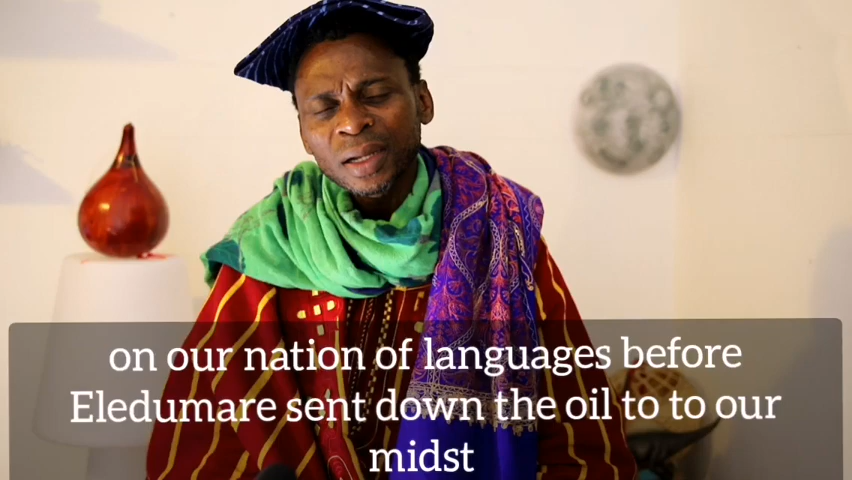 on our nation of languages before
Eledumare sent down the oil to to our
midst